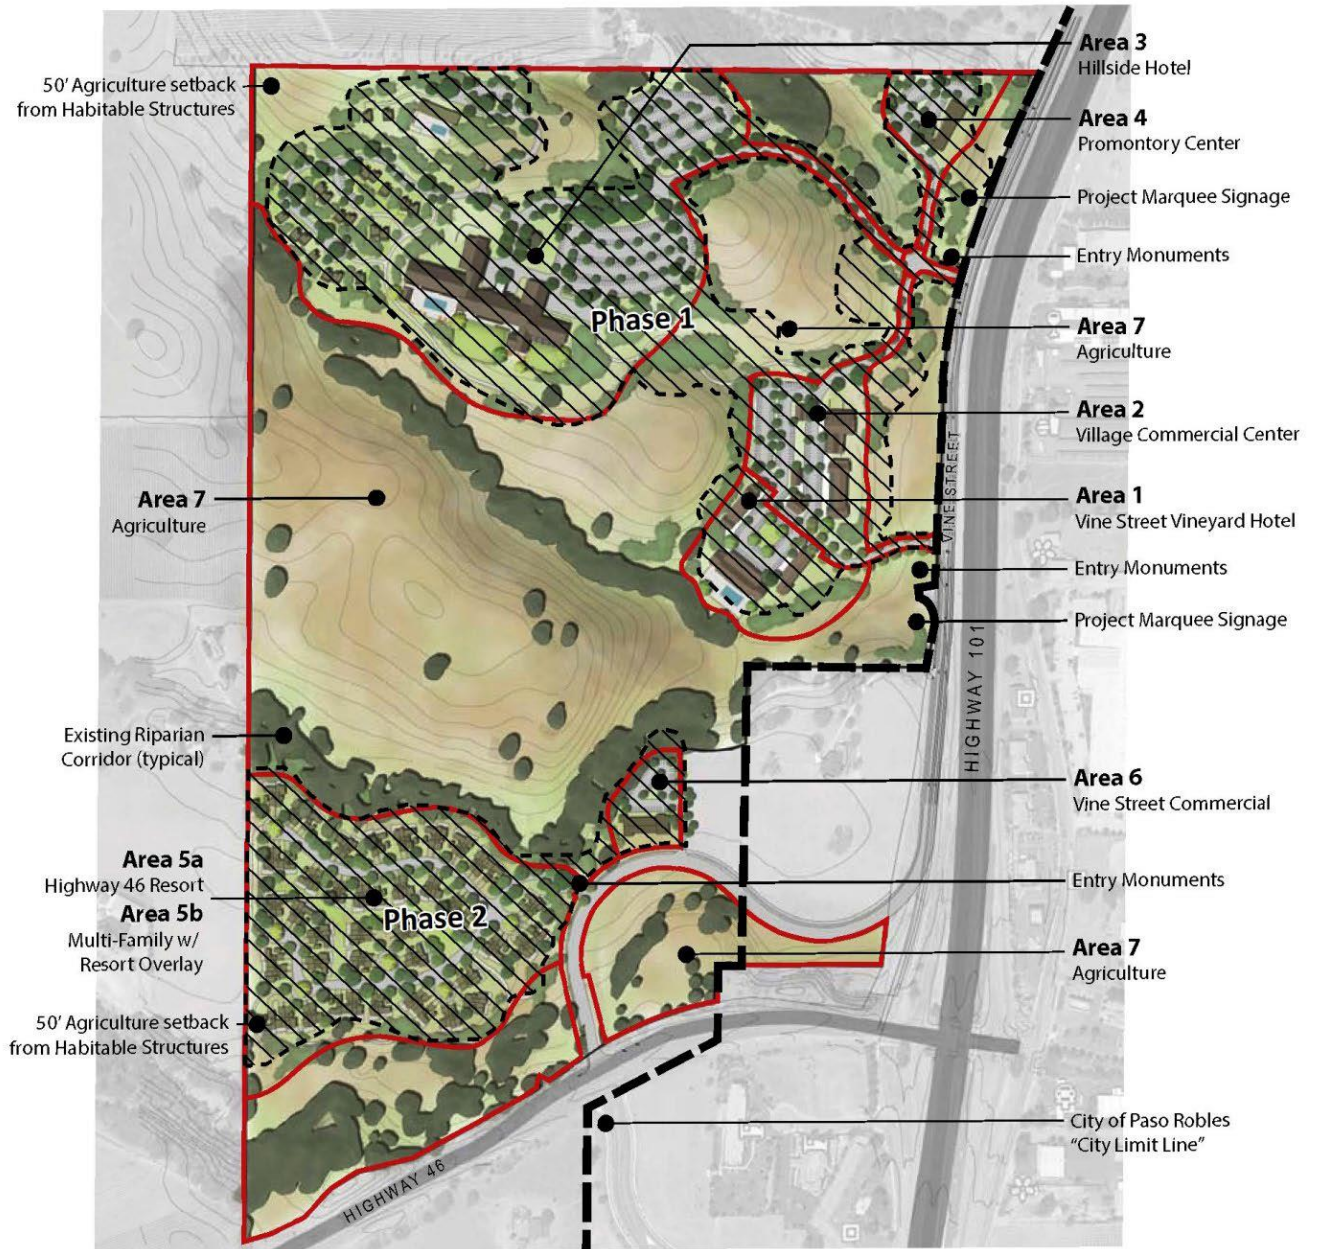 50’ Agriculture setback
from Habitable Structures
Area 3
Hillside Hotel
Area 4
Promontory Center
Project Marquee Signage
Entry Monuments
Phase 1
Area 7
Agriculture
Area 2
Village Commercial Center
VINE STREET
Area 7
Agriculture
Area 1
Vine Street Vineyard Hotel
Entry Monuments
Project Marquee Signage
HIGHWAY 101
Existing Riparian
Corridor (typical)
Area 6
Vine Street Commercial
Area 5a
Highway 46 Resort
Area 5b
Multi-Family w/
Resort Overlay
Phase 2
Entry Monuments
Area 7
Agriculture
50’ Agriculture setback
from Habitable Structures
City of Paso Robles
“City Limit Line”
HIGHWAY 46